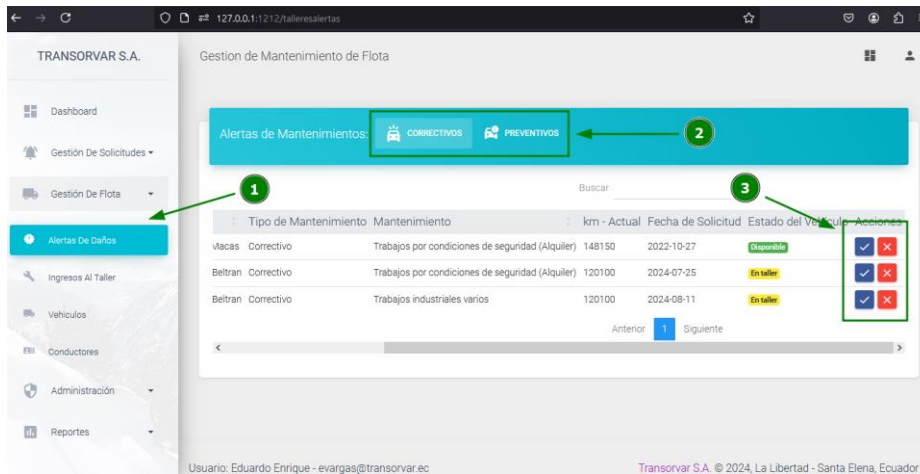 127.0.0.1:1212/talleresalertas
TRANSORVAR S.A.
Gestion de Mantenimiento de Flota
Dashboard
Gestión De Solicitudes
Gestión De Flota
Alertas De Daños
Ingresos Al Taller
Vehiculos
Conductores
Administración
Reportes
Alertas de Mantenimientos: CORRECTIVOS PREVENTIVOS
1
2
3
Buscar
Tipo de Mantenimiento Mantenimiento km - Actual Fecha de Solicitud Estado del Vehículo Acciones
Macas Correctivo Trabajos por condiciones de seguridad (Alquiler) 148150 2022-10-27 Disponible
Beltran Correctivo Trabajos por condiciones de seguridad (Alquiler) 120100 2024-07-25 En taller
Beltran Correctivo Trabajos industriales varios 120100 2024-08-11 En taller
Anterior 1 Siguiente
Usuario: Eduardo Enrique - evargas@transorvar.ec
Transorvar S.A. © 2024, La Libertad - Santa Elena, Ecuador